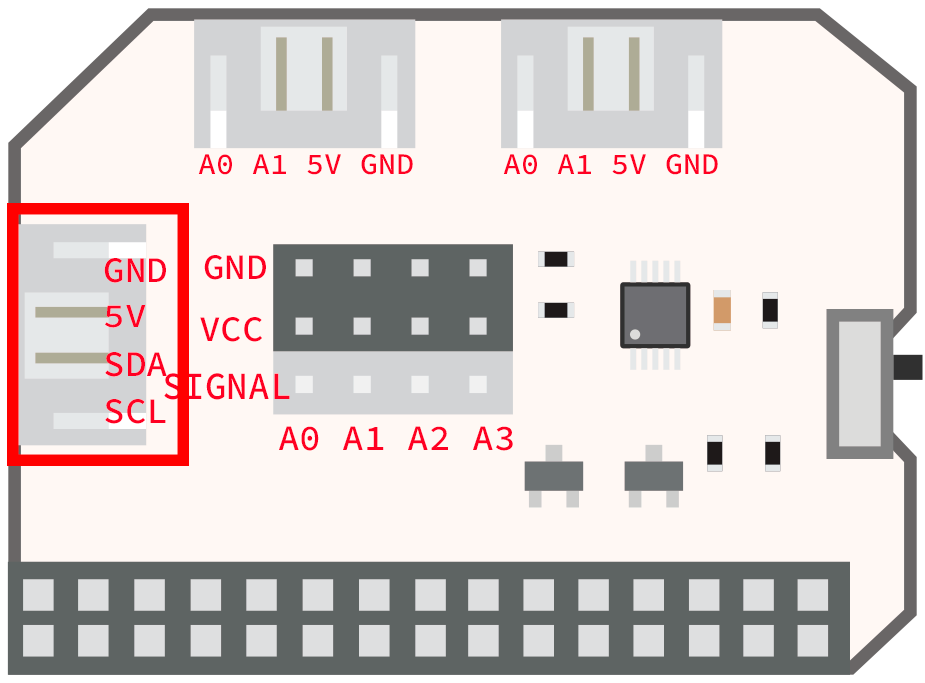 A0 A1 5V GND
A0 A1 5V GND
GND
5V
SDA
SCL
GND
VCC
SIGNAL
A0 A1 A2 A3